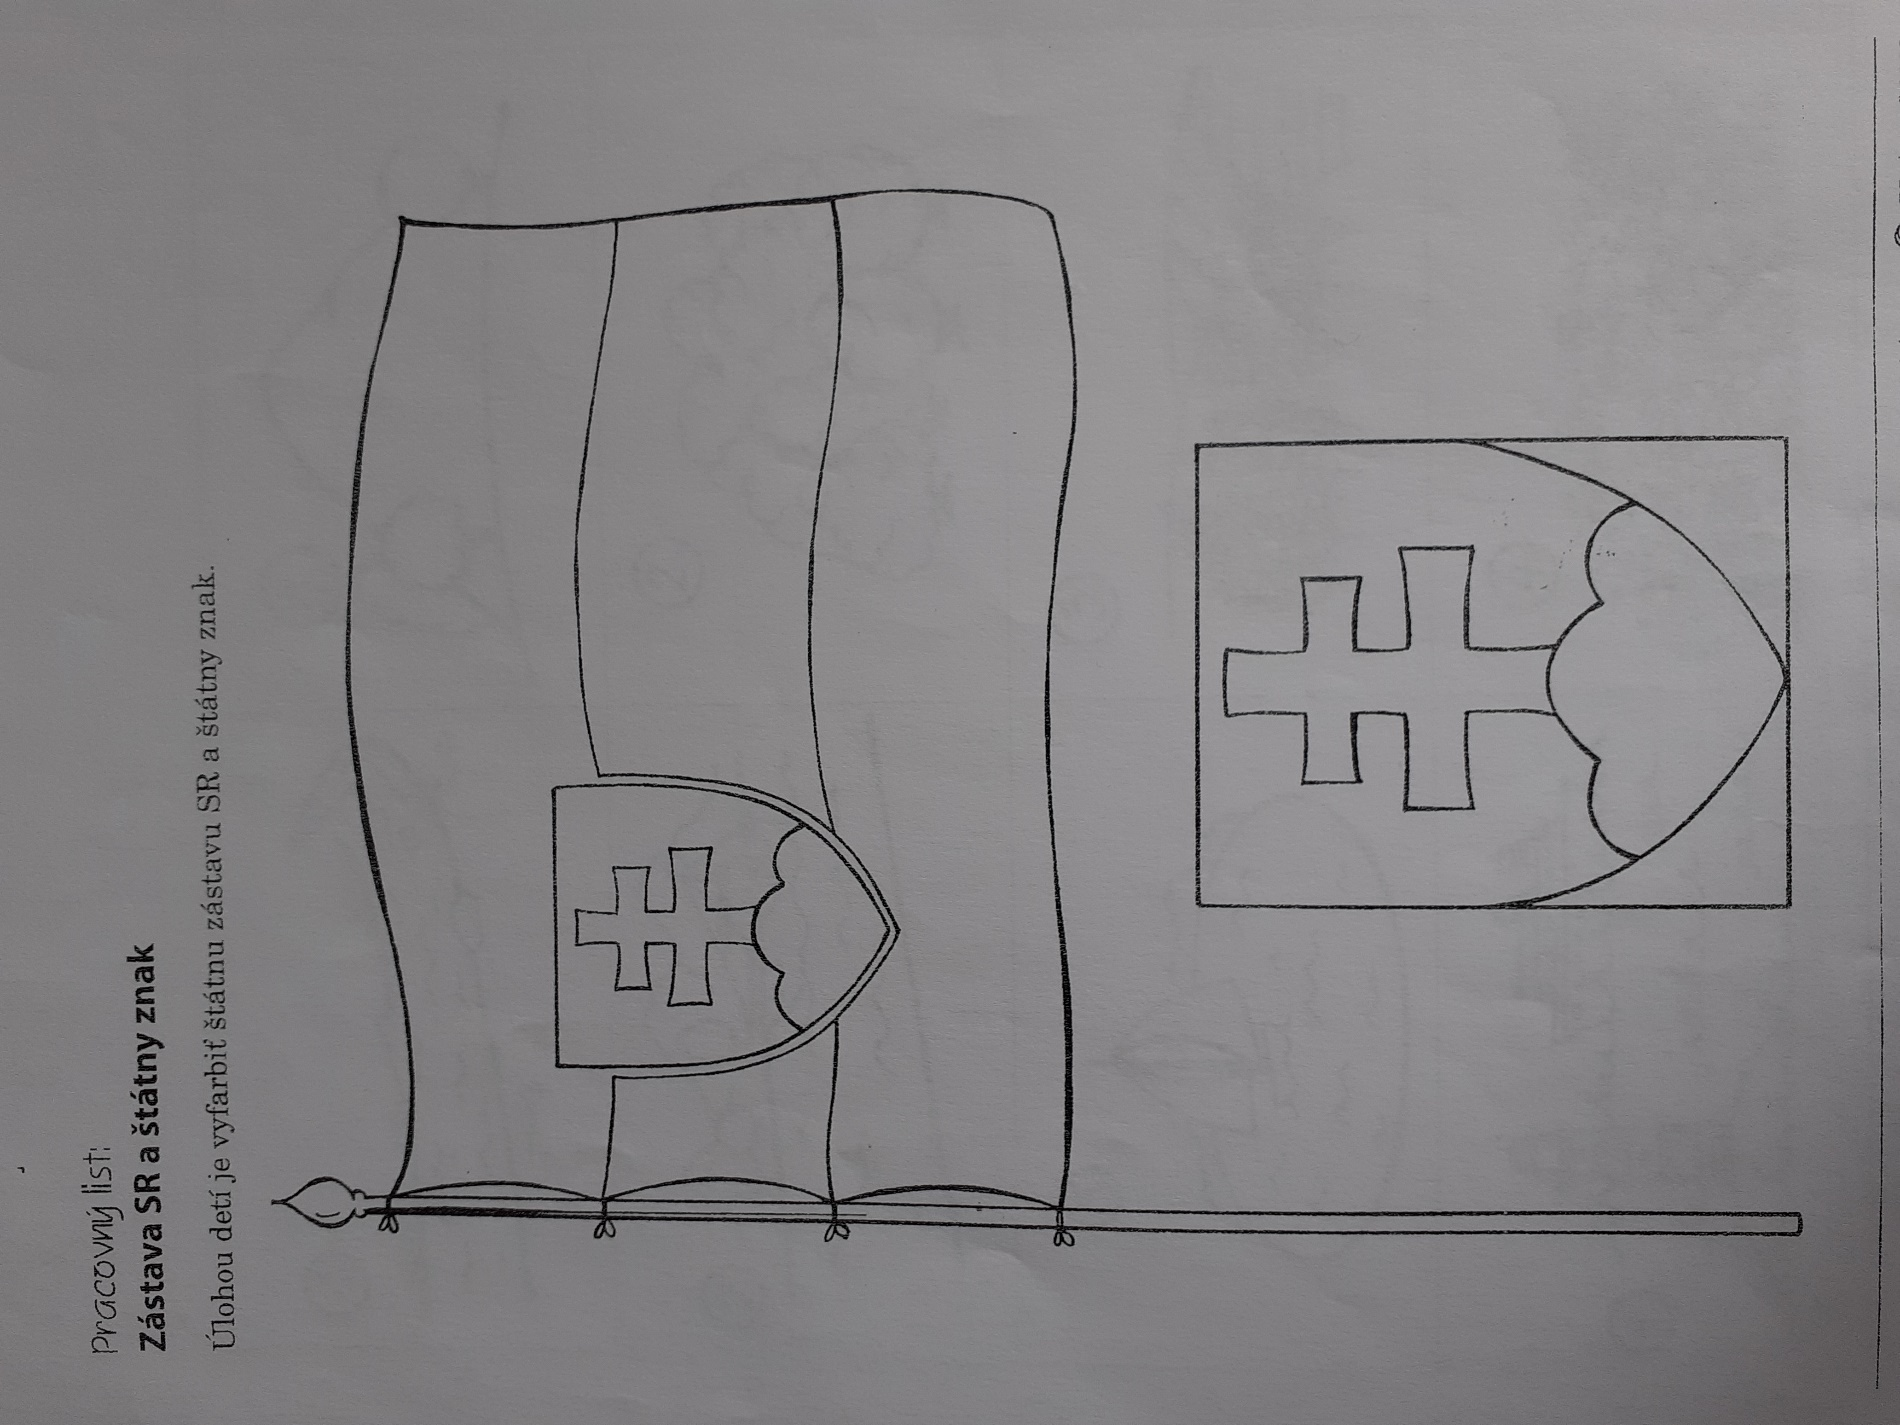 Pracovný list:
Zástava SR a štátny znak
Úlohou detí je vyfarbiť štátnu zástavu SR a štátny znak.